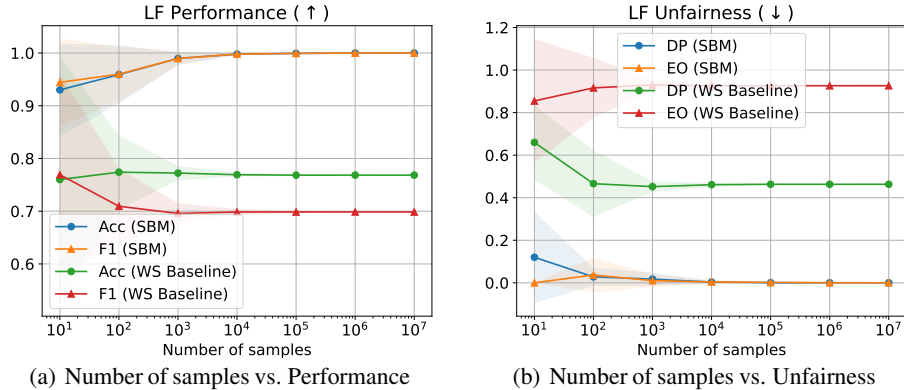 LF Performance (↑)
1.0
0.9
0.8
0.7
0.6
Acc (SBM)
F1 (SBM)
Acc (WS Baseline)
F1 (WS Baseline)
10¹ 10² 10³ 10⁴ 10⁵ 10⁶ 10⁷
Number of samples
(a) Number of samples vs. Performance
LF Unfairness (↓)
1.2
1.0
0.8
0.6
0.4
0.2
0.0
DP (SBM)
EO (SBM)
DP (WS Baseline)
EO (WS Baseline)
10¹ 10² 10³ 10⁴ 10⁵ 10⁶ 10⁷
Number of samples
(b) Number of samples vs. Unfairness